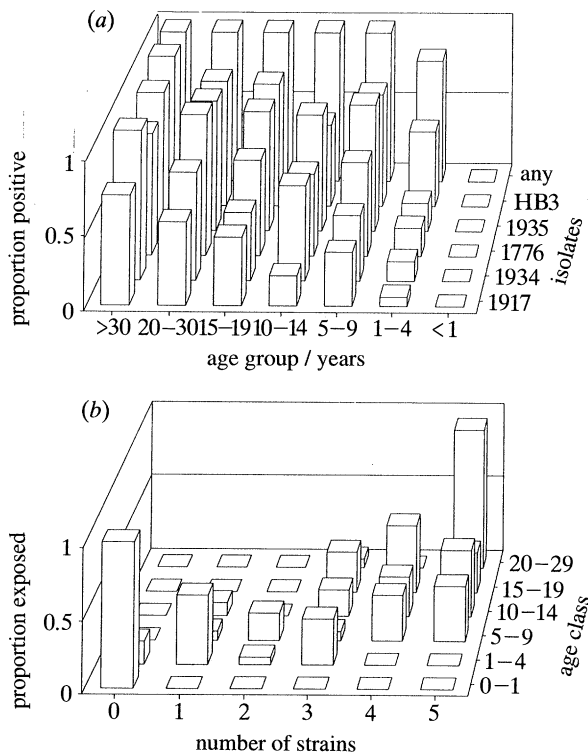 (a)
proportion positive
1
0.5
0
>30 20−30 15−19 10−14 5−9 1−4 <1
age group / years
any
HB3
1935
1776
1934
1917
isolates
(b)
proportion exposed
1
0.5
0
0 1 2 3 4 5
number of strains
20−29
15−19
10−14
5−9
1−4
0−1
age class